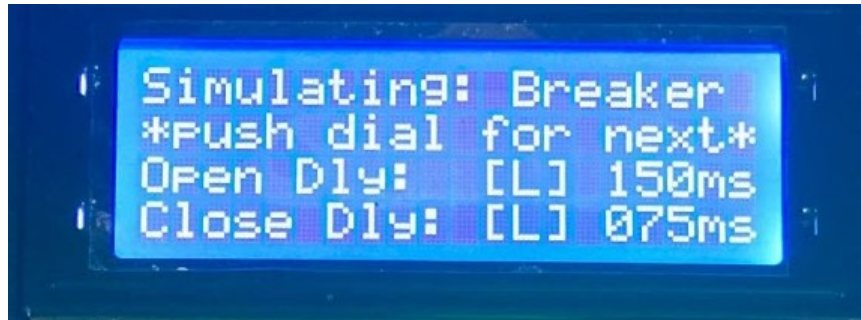 Simulating: Breaker
*push dial for next*
Open Dly: [L] 150ms
Close Dly: [L] 075ms